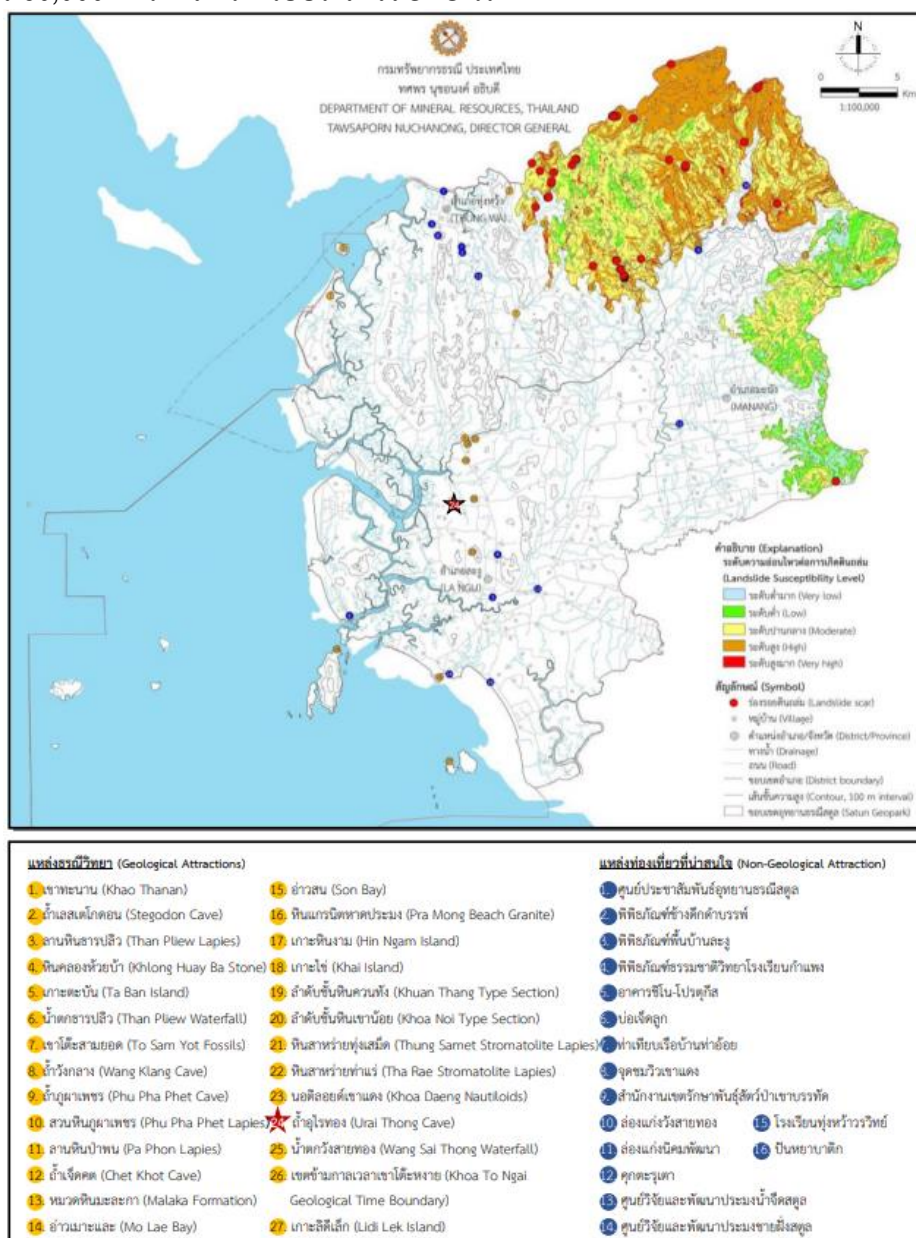 กรมทรัพยากรธรณี ประเทศไทย
ทศพร นุชอนงค์ อธิบดี
DEPARTMENT OF MINERAL RESOURCES, THAILAND
TAWSAPORN NUCHANONG, DIRECTOR GENERAL
N
0 5
Km
1:100,000
อำเภอทุ่งหว้า
อำเภอมะนัง
(MANANG)
24
อำเภอละงู
(LA NGU)
คำอธิบาย (Explanation)
ระดับความอ่อนไหวต่อการเกิดดินถล่ม
(Landslide Susceptibility Level)
ระดับต่ำมาก (Very low)
ระดับต่ำ (Low)
ระดับปานกลาง (Moderate)
ระดับสูง (High)
ระดับสูงมาก (Very high)
สัญลักษณ์ (Symbol)
ร่องรอยดินถล่ม (Landslide scar)
หมู่บ้าน (Village)
ตำแหน่งอำเภอ/จังหวัด (District/Province)
ทางน้ำ (Drainage)
ถนน (Road)
ขอบเขตอำเภอ (District boundary)
เส้นชั้นความสูง (Contour, 100 m interval)
ขอบเขตอุทยานธรณีสตูล (Satun Geopark)
แหล่งธรณีวิทยา (Geological Attractions)
1. เขาทะนาน (Khao Thanan)
2. ถ้ำเลสเตโกดอน (Stegodon Cave)
3. ลานหินธารปลิว (Than Pliew Lapies)
4. หินคลองห้วยบ้า (Khlong Huay Ba Stone)
5. เกาะตะบัน (Ta Ban Island)
6. น้ำตกธารปลิว (Than Pliew Waterfall)
7. เขาโต๊ะสามยอด (To Sam Yot Fossils)
8. ถ้ำวังกลาง (Wang Klang Cave)
9. ถ้ำภูผาเพชร (Phu Pha Phet Cave)
10. สวนหินภูผาเพชร (Phu Pha Phet Lapies)
11. ลานหินป่าพน (Pa Phon Lapies)
12. ถ้ำเจ็ดคต (Chet Khot Cave)
13. หมวดหินมะละกา (Malaka Formation)
14. อ่าวเมาะและ (Mo Lae Bay)
15. อ่าวสน (Son Bay)
16. หินแกรนิตหาดประมง (Pra Mong Beach Granite)
17. เกาะหินงาม (Hin Ngam Island)
18. เกาะไข่ (Khai Island)
19. ลำดับชั้นหินควนทัง (Khuan Thang Type Section)
20. ลำดับชั้นหินเขาน้อย (Khoa Noi Type Section)
21. หินสาหร่ายทุ่งเสม็ด (Thung Samet Stromatolite Lapies)
22. หินสาหร่ายท่าแร่ (Tha Rae Stromatolite Lapies)
23. นอติลอยด์เขาแดง (Khoa Daeng Nautiloids)
24 ถ้ำอุไรทอง (Urai Thong Cave)
25. น้ำตกวังสายทอง (Wang Sai Thong Waterfall)
26. เขตข้ามกาลเวลาเขาโต๊ะหงาย (Khoa To Ngai
Geological Time Boundary)
27. เกาะลิดีเล็ก (Lidi Lek Island)
แหล่งท่องเที่ยวที่น่าสนใจ (Non-Geological Attraction)
1. ศูนย์ประชาสัมพันธ์อุทยานธรณีสตูล
2. พิพิธภัณฑ์ช้างดึกดำบรรพ์
3. พิพิธภัณฑ์พื้นบ้านละงู
4. พิพิธภัณฑ์ธรรมชาติวิทยาโรงเรียนกำแพง
5. อาคารชิโน-โปรตุกีส
6. บ่อเจ็ดลูก
7. ท่าเทียบเรือบ้านท่าอ้อย
8. จุดชมวิวเขาแดง
9. สำนักงานเขตรักษาพันธุ์สัตว์ป่าเขาบรรทัด
10. ล่องแก่งวังสายทอง
11. ล่องแก่งนิคมพัฒนา
12. คุกตะรุเตา
13. ศูนย์วิจัยและพัฒนาประมงน้ำจืดสตูล
14. ศูนย์วิจัยและพัฒนาประมงชายฝั่งสตูล
15. โรงเรียนทุ่งหว้าวรวิทย์
16. ปันหยาบาติก